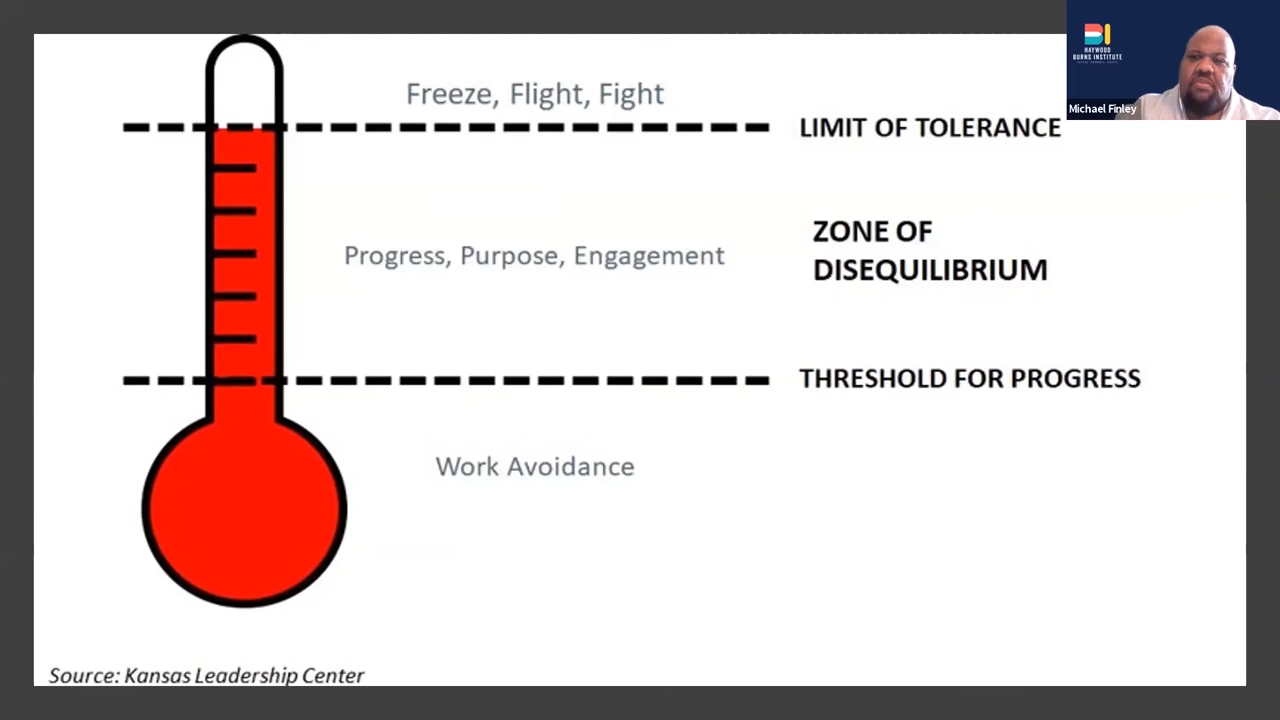 Freeze, Flight, Fight
LIMIT OF TOLERANCE
Progress, Purpose, Engagement
ZONE OF
DISEQUILIBRIUM
THRESHOLD FOR PROGRESS
Work Avoidance
Source: Kansas Leadership Center
HAYWOOD
BURNS INSTITUTE
Michael Finley